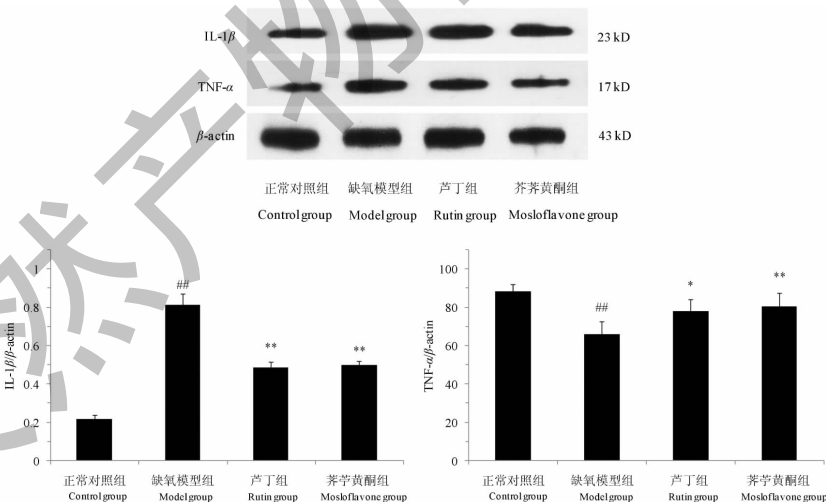 IL-1β 23 kD
TNF-α 17 kD
β-actin 43 kD
正常对照组 缺氧模型组 芦丁组 芥荠黄酮组
Control group Model group Rutin group Mosloflavone group
IL-1β/β-actin
1
0.8
0.6
0.4
0.2
0
##
**
**
正常对照组 缺氧模型组 芦丁组 荠苧黄酮组
Control group Model group Rutin group Mosloflavone group
TNF-α/β-actin
100
80
60
40
20
0
##
*
**
正常对照组 缺氧模型组 芦丁组 荠苧黄酮组
Control group Model group Rutin group Mosloflavone group
然产物